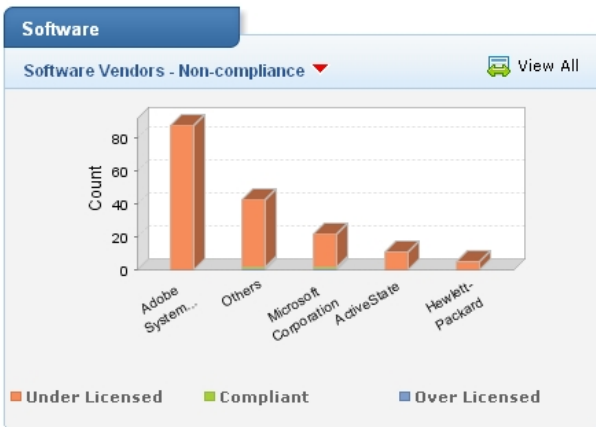 Software
Software Vendors - Non-compliance
View All
Count
80
60
40
20
0
Adobe
System...
Others
Microsoft
Corporation
ActiveState
Hewlett-
Packard
Under Licensed
Compliant
Over Licensed